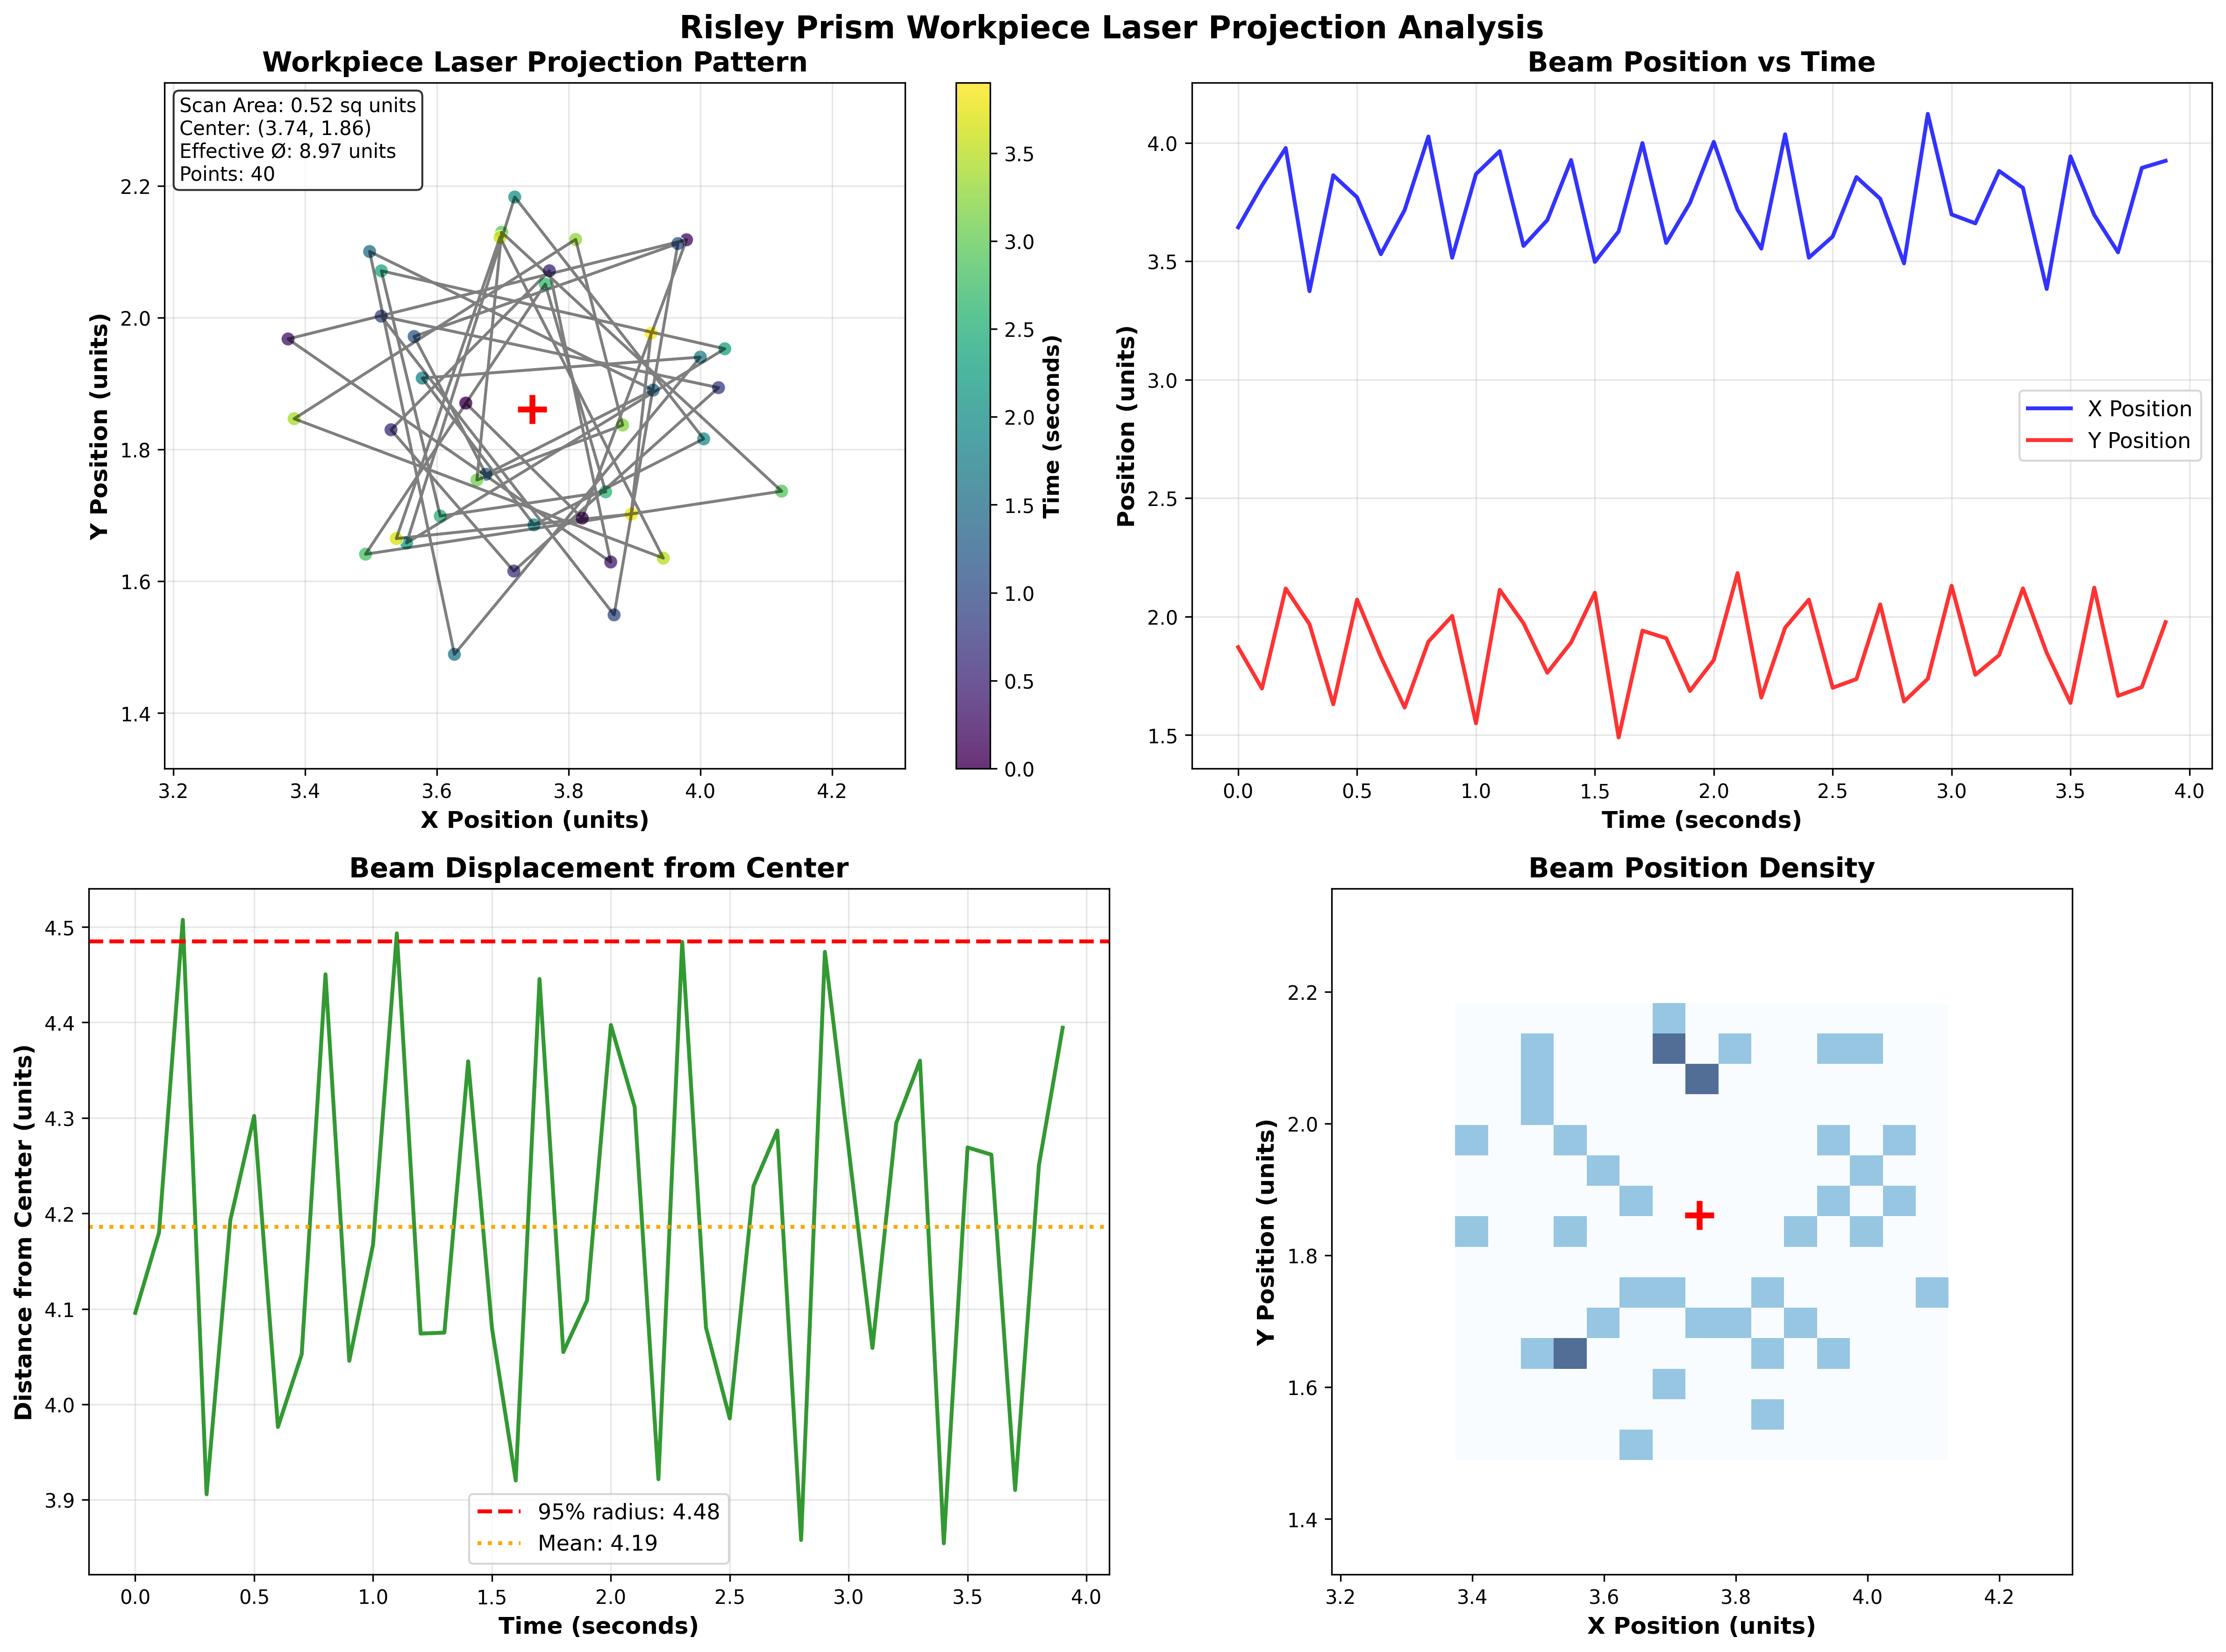 Risley Prism Workpiece Laser Projection Analysis
Workpiece Laser Projection Pattern
Scan Area: 0.52 sq units
Center: (3.74, 1.86)
Effective Ø: 8.97 units
Points: 40
Y Position (units)
2.2
2.0
1.8
1.6
1.4
3.2 3.4 3.6 3.8 4.0 4.2
X Position (units)
3.5
3.0
2.5
2.0
1.5
1.0
0.5
0.0
Time (seconds)
Beam Position vs Time
Position (units)
4.0
3.5
3.0
2.5
2.0
1.5
X Position
Y Position
0.0 0.5 1.0 1.5 2.0 2.5 3.0 3.5 4.0
Time (seconds)
Beam Displacement from Center
Distance from Center (units)
4.5
4.4
4.3
4.2
4.1
4.0
3.9
95% radius: 4.48
Mean: 4.19
0.0 0.5 1.0 1.5 2.0 2.5 3.0 3.5 4.0
Time (seconds)
Beam Position Density
Y Position (units)
2.2
2.0
1.8
1.6
1.4
3.2 3.4 3.6 3.8 4.0 4.2
X Position (units)